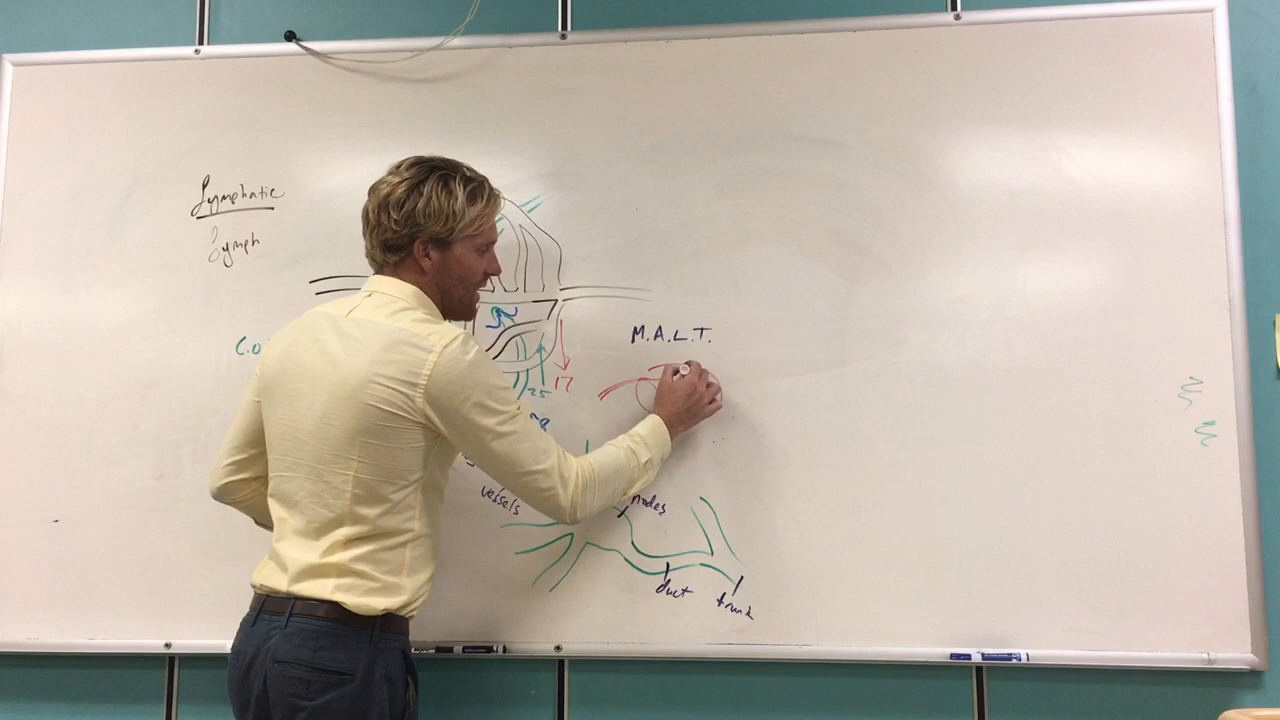 Lymphatic
Lymph
M.A.L.T.
C.O
17
25
vessels
nodes
duct
trunk